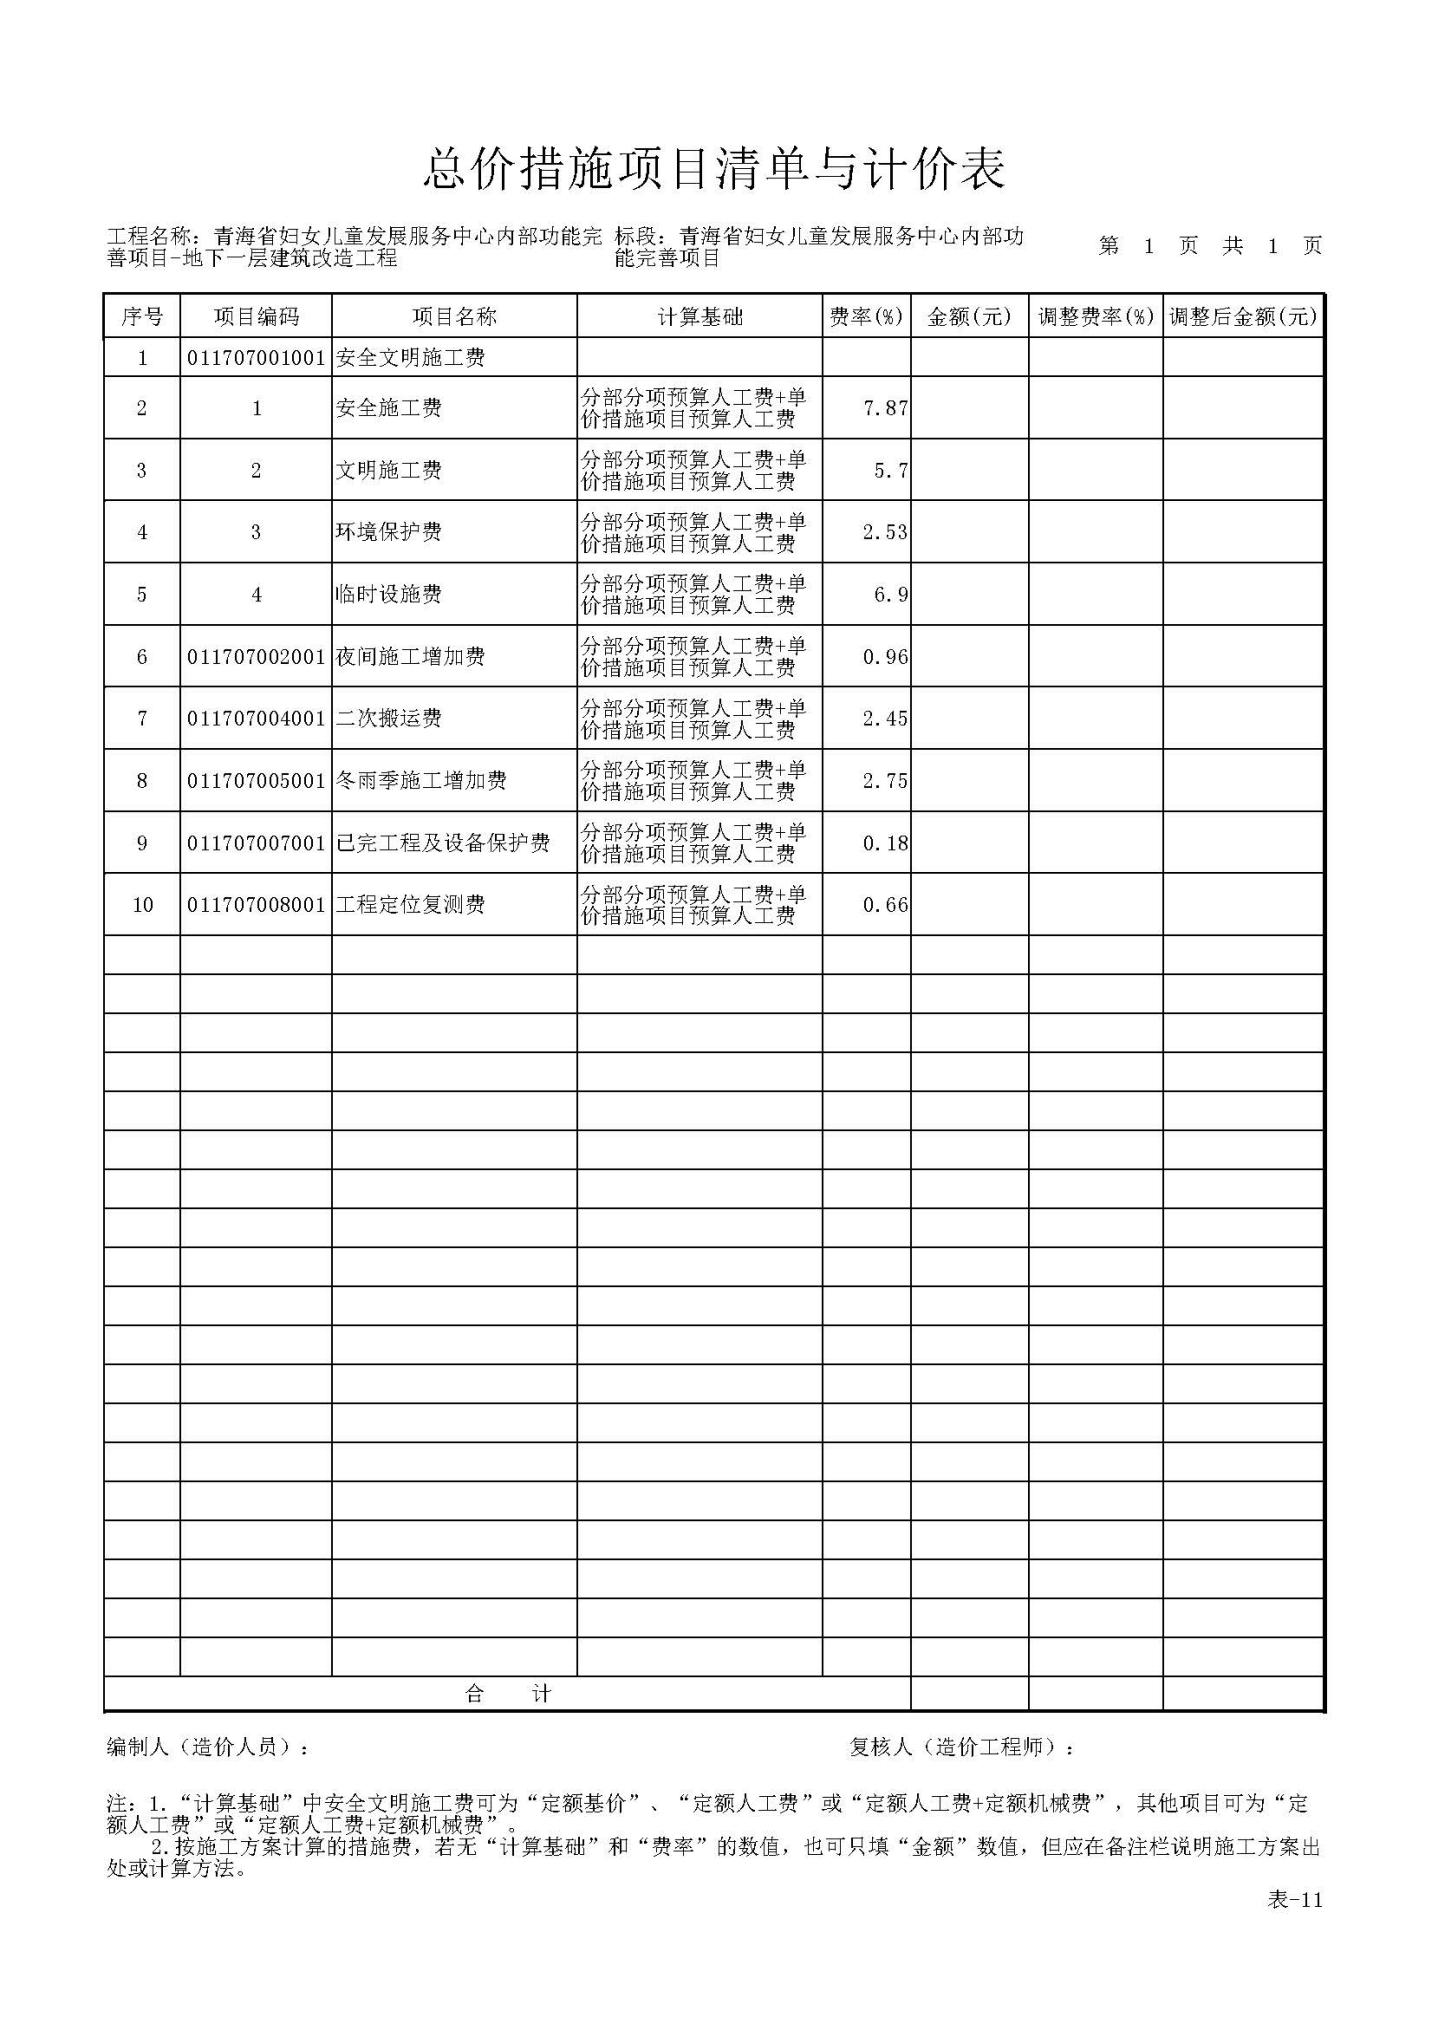 总价措施项目清单与计价表
工程名称：青海省妇女儿童发展服务中心内部功能完
善项目-地下一层建筑改造工程
标段：青海省妇女儿童发展服务中心内部功
能完善项目
第 1 页 共 1 页
序号 项目编码 项目名称 计算基础 费率(%) 金额(元) 调整费率(%) 调整后金额(元)
1 011707001001 安全文明施工费
2 1 安全施工费 分部分项预算人工费+单
价措施项目预算人工费 7.87
3 2 文明施工费 分部分项预算人工费+单
价措施项目预算人工费 5.7
4 3 环境保护费 分部分项预算人工费+单
价措施项目预算人工费 2.53
5 4 临时设施费 分部分项预算人工费+单
价措施项目预算人工费 6.9
6 011707002001 夜间施工增加费 分部分项预算人工费+单
价措施项目预算人工费 0.96
7 011707004001 二次搬运费 分部分项预算人工费+单
价措施项目预算人工费 2.45
8 011707005001 冬雨季施工增加费 分部分项预算人工费+单
价措施项目预算人工费 2.75
9 011707007001 已完工程及设备保护费 分部分项预算人工费+单
价措施项目预算人工费 0.18
10 011707008001 工程定位复测费 分部分项预算人工费+单
价措施项目预算人工费 0.66
合 计
编制人（造价人员）： 复核人（造价工程师）：
注：1.“计算基础”中安全文明施工费可为“定额基价”、“定额人工费”或“定额人工费+定额机械费”，其他项目可为“定
额人工费”或“定额人工费+定额机械费”。
2.按施工方案计算的措施费，若无“计算基础”和“费率”的数值，也可只填“金额”数值，但应在备注栏说明施工方案出
处或计算方法。
表-11